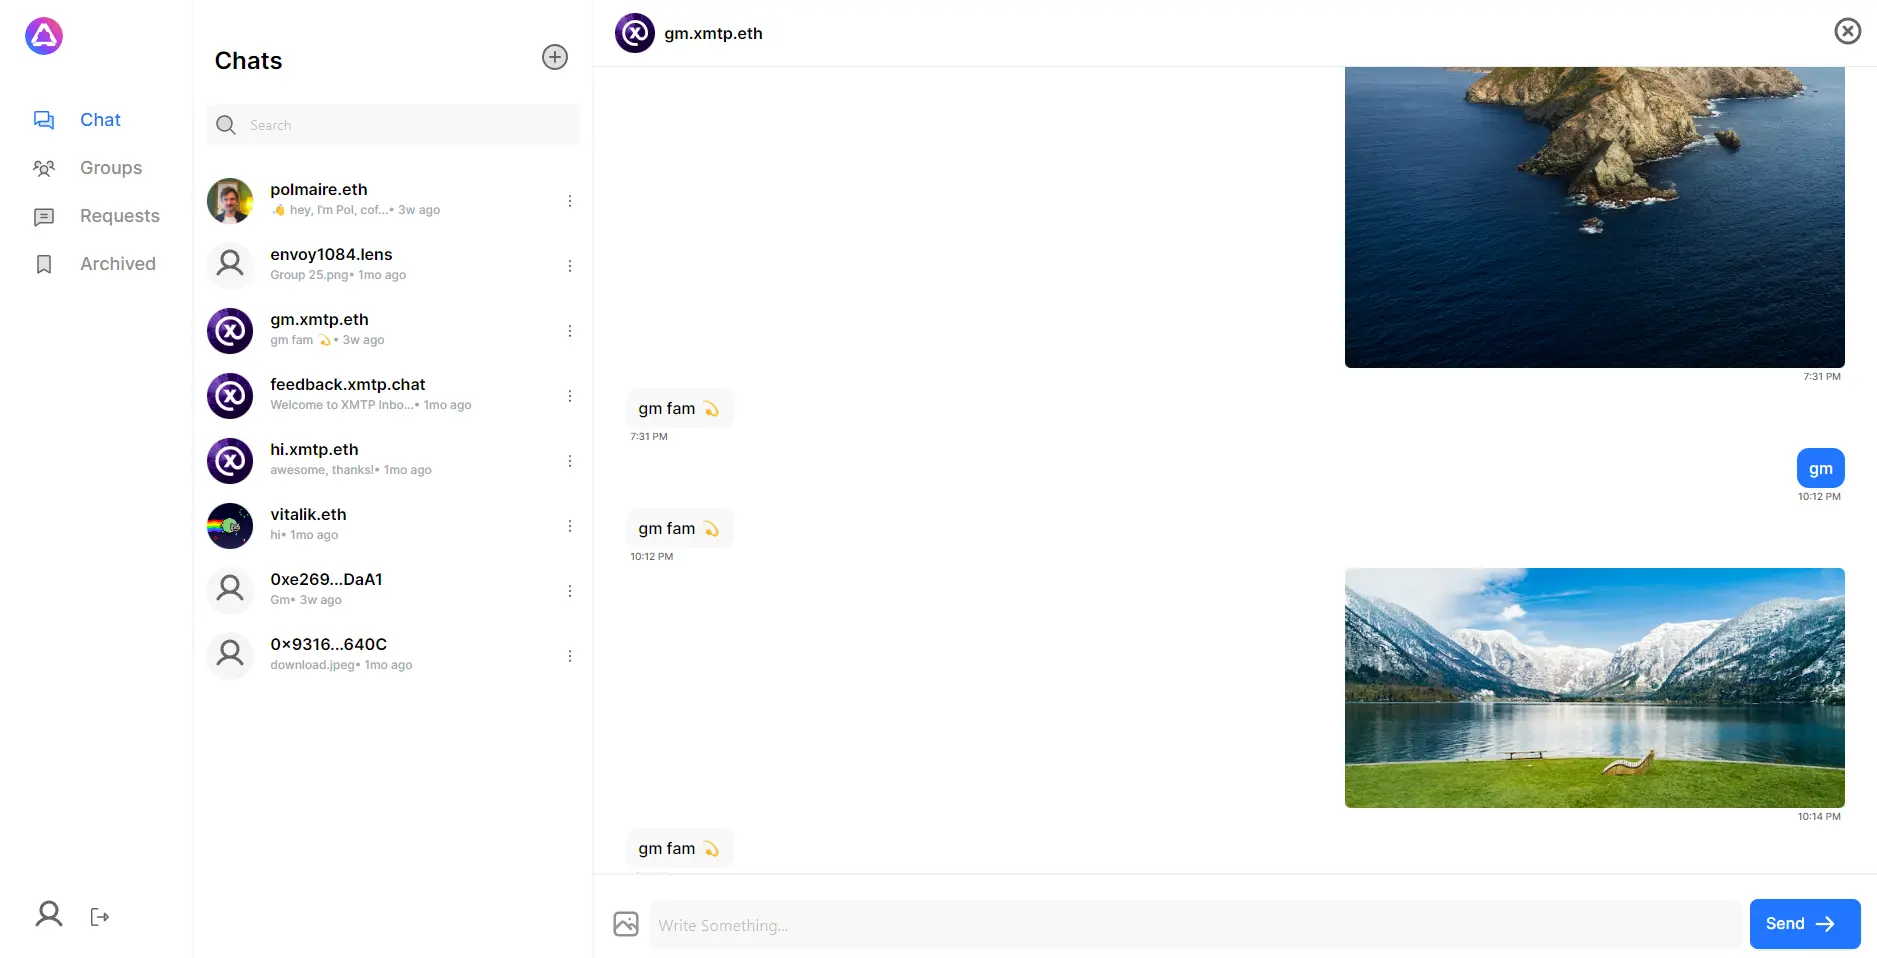 Chat
Groups
Requests
Archived
Chats
Search
polmaire.eth
👋 hey, I'm Pol, cof...• 3w ago
envoy1084.lens
Group 25.png• 1mo ago
gm.xmtp.eth
gm fam 💫• 3w ago
feedback.xmtp.chat
Welcome to XMTP Inbo...• 1mo ago
hi.xmtp.eth
awesome, thanks!• 1mo ago
vitalik.eth
hi• 1mo ago
0xe269...DaA1
Gm• 3w ago
0×9316...640C
download.jpeg• 1mo ago
gm.xmtp.eth
7:31 PM
gm fam 💫
7:31 PM
gm
10:12 PM
gm fam 💫
10:12 PM
10:14 PM
gm fam 💫
Write Something...
Send